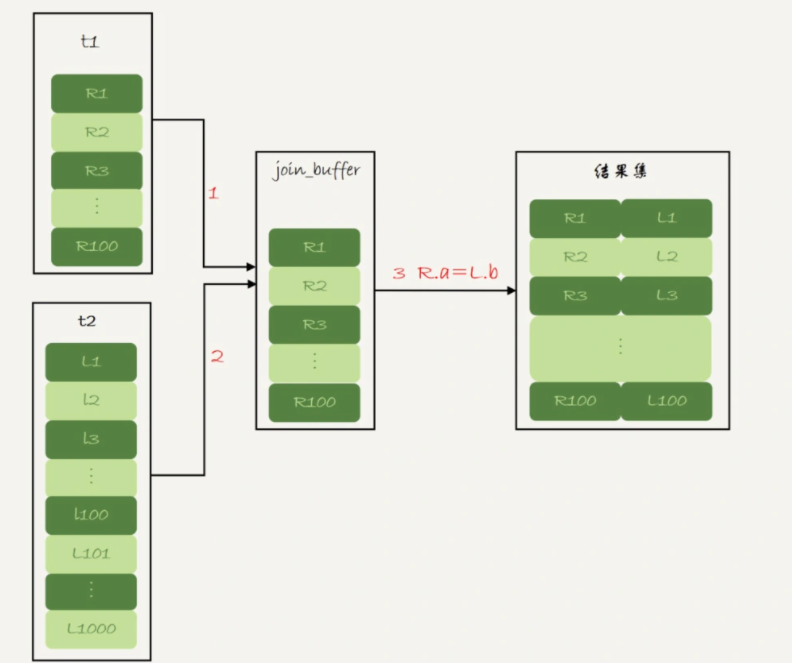 t1
R1
R2
R3
⋮
R100
1
t2
L1
l2
l3
⋮
l100
L101
⋮
L1000
2
join_buffer
R1
R2
R3
⋮
R100
3 R.a=L.b
结果集
R1 L1
R2 L2
R3 L3
⋮
R100 L100